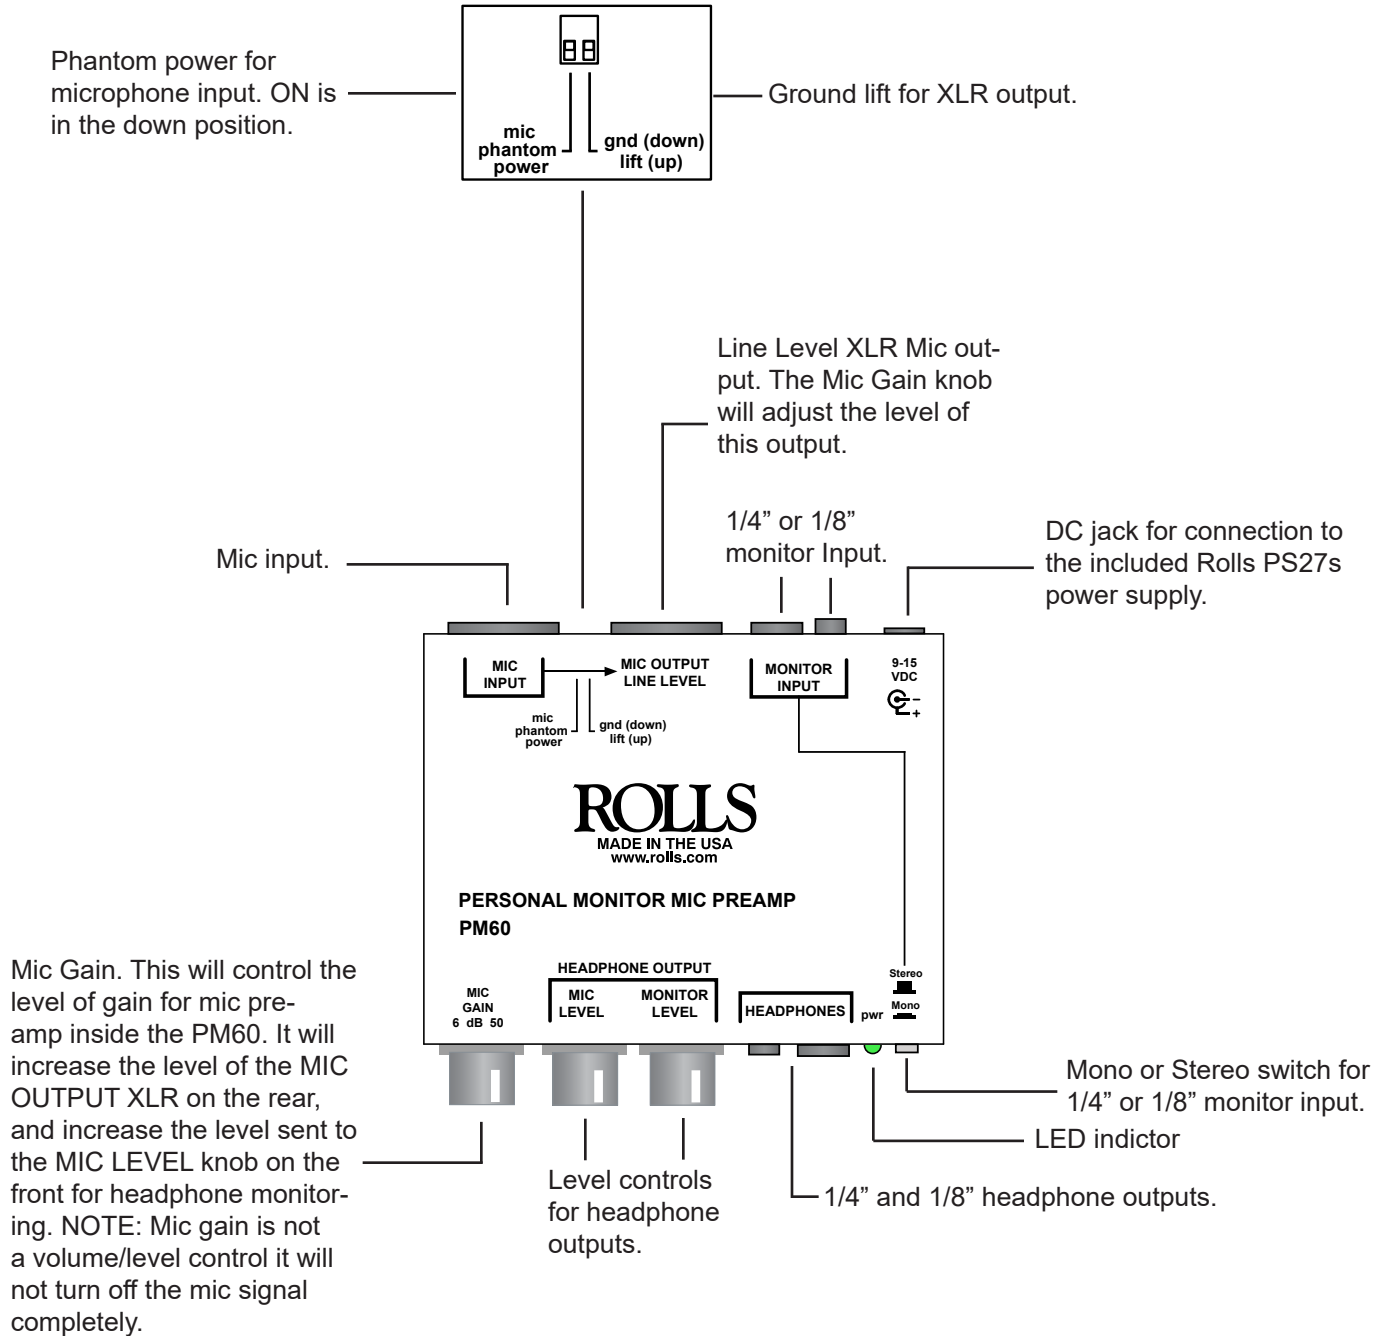 Phantom power for
microphone input. ON is
in the down position.
mic
phantom
power
gnd (down)
lift (up)
Ground lift for XLR output.
Line Level XLR Mic out-
put. The Mic Gain knob
will adjust the level of
this output.
1/4” or 1/8”
monitor Input.
DC jack for connection to
the included Rolls PS27s
power supply.
Mic input.
MIC
INPUT
MIC OUTPUT
LINE LEVEL
MONITOR
INPUT
9-15
VDC
–
+
mic
phantom
power
gnd (down)
lift (up)
ROLLS
MADE IN THE USA
www.rolls.com
PERSONAL MONITOR MIC PREAMP
PM60
HEADPHONE OUTPUT
MIC
GAIN
6 dB 50
MIC
LEVEL
MONITOR
LEVEL
HEADPHONES
pwr
Stereo
Mono
Mic Gain. This will control the
level of gain for mic pre-
amp inside the PM60. It will
increase the level of the MIC
OUTPUT XLR on the rear,
and increase the level sent to
the MIC LEVEL knob on the
front for headphone monitor-
ing. NOTE: Mic gain is not
a volume/level control it will
not turn off the mic signal
completely.
Level controls
for headphone
outputs.
1/4” and 1/8” headphone outputs.
LED indictor
Mono or Stereo switch for
1/4” or 1/8” monitor input.